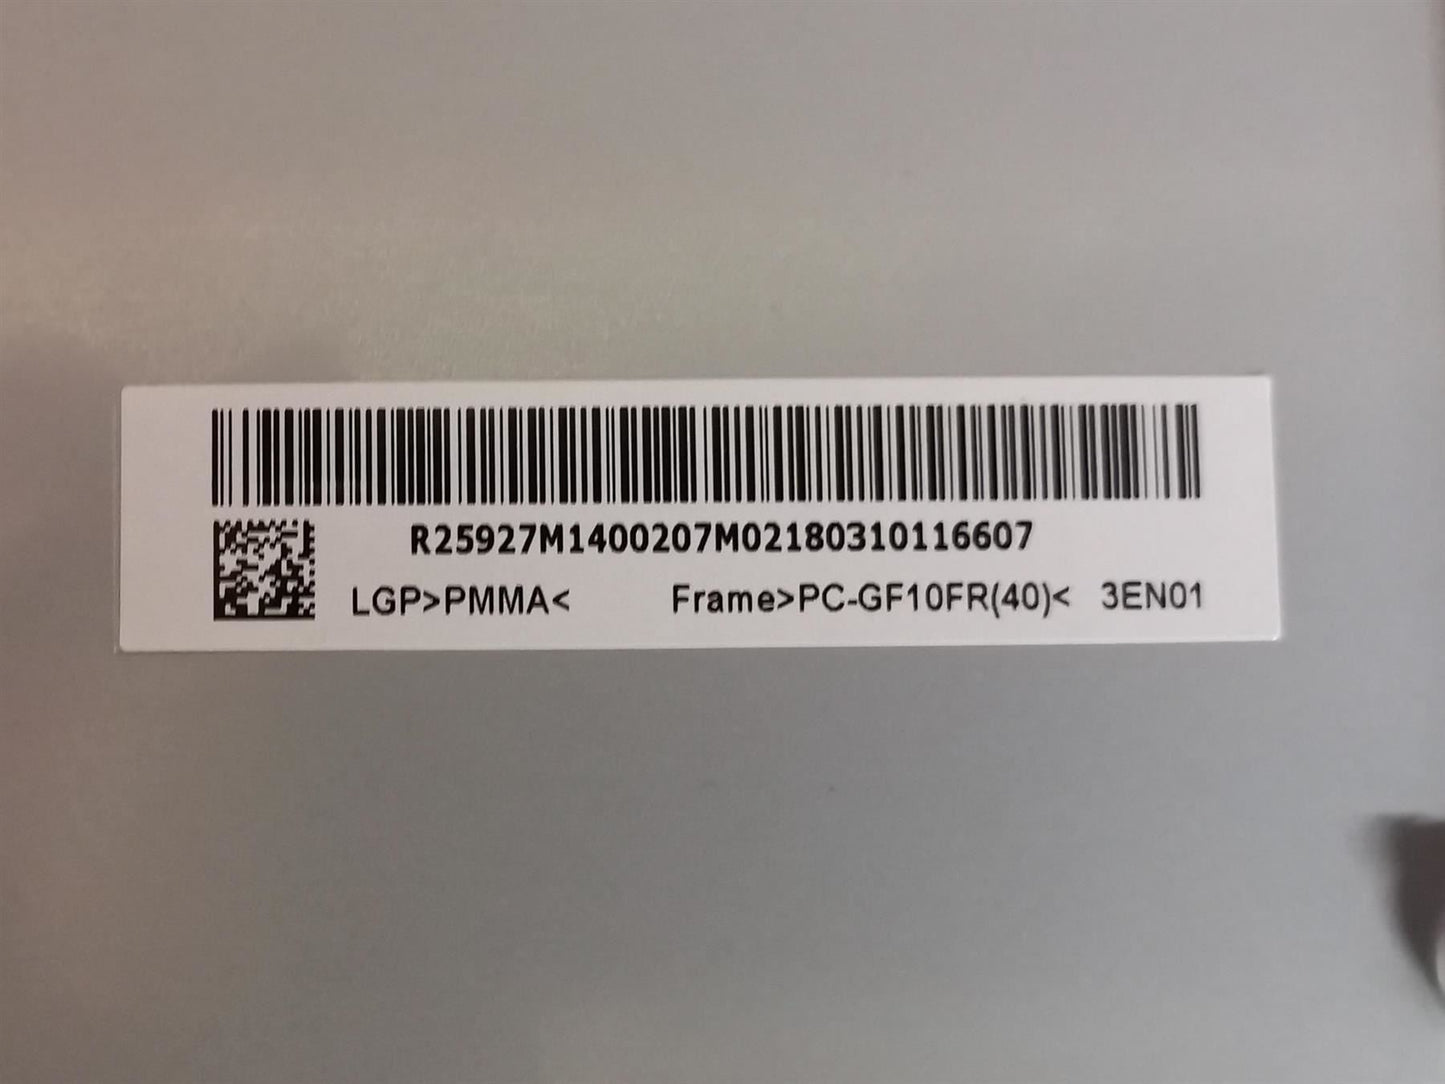 R25927M1400207M02180310116607
LGP>PMMA< Frame>PC-GF10FR(40)< 3EN01